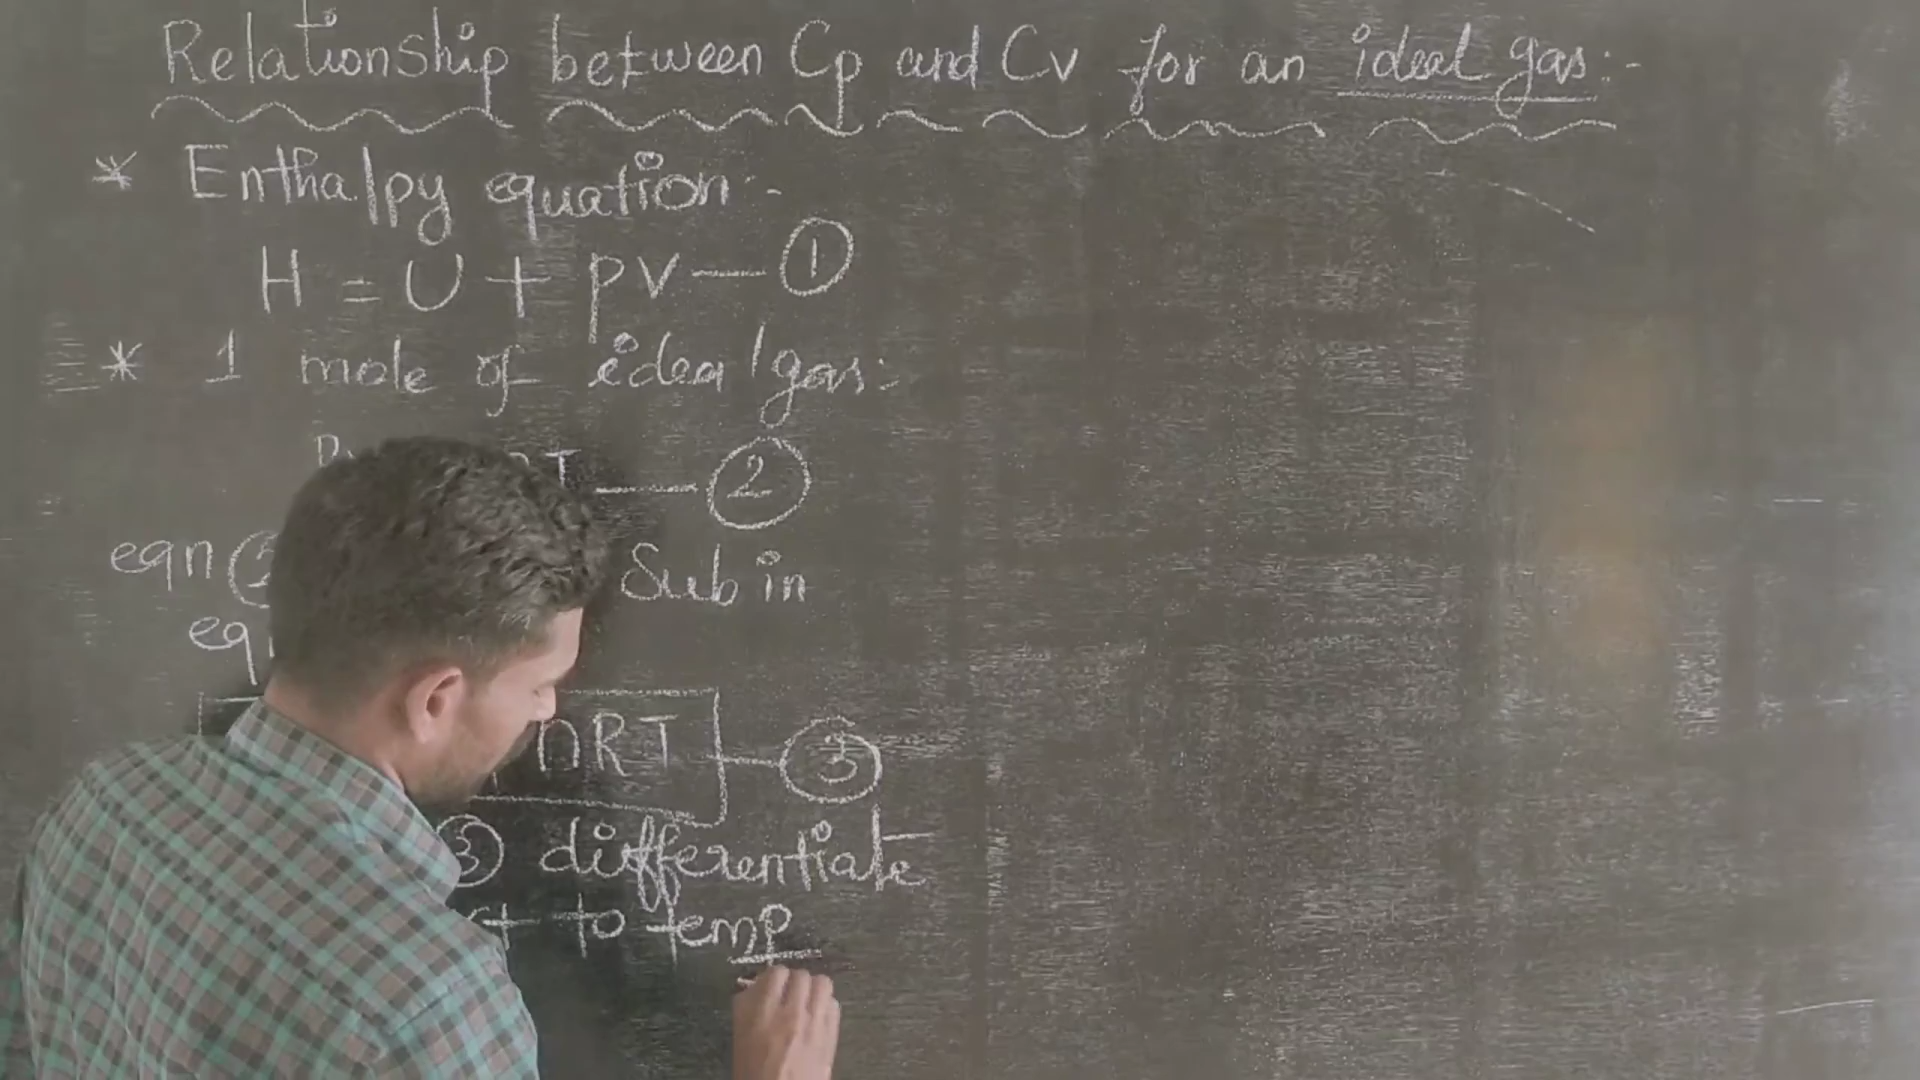 Relationship between Cp and Cv for an ideal gas:-
* Enthalpy equation:-
H = U + PV — ①
* 1 mole of ideal gas:-
— ②
eqn Sub in
nRT — ③
③ differentiate
to temp